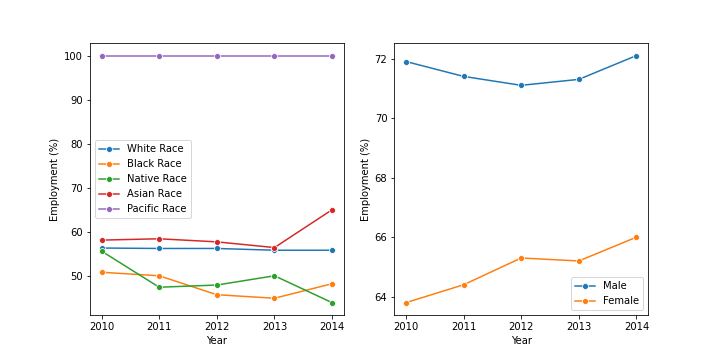 100
90
80
70
60
50
Employment (%)
White Race
Black Race
Native Race
Asian Race
Pacific Race
2010 2011 2012 2013 2014
Year
72
70
68
66
64
Employment (%)
Male
Female
2010 2011 2012 2013 2014
Year